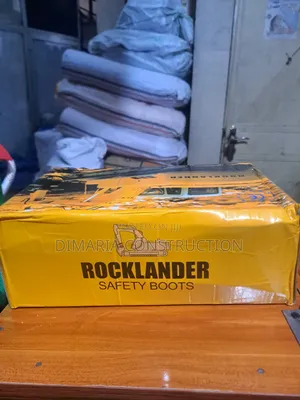 DIMARIA CONSTRUCTION
ROCKLANDER
SAFETY BOOTS